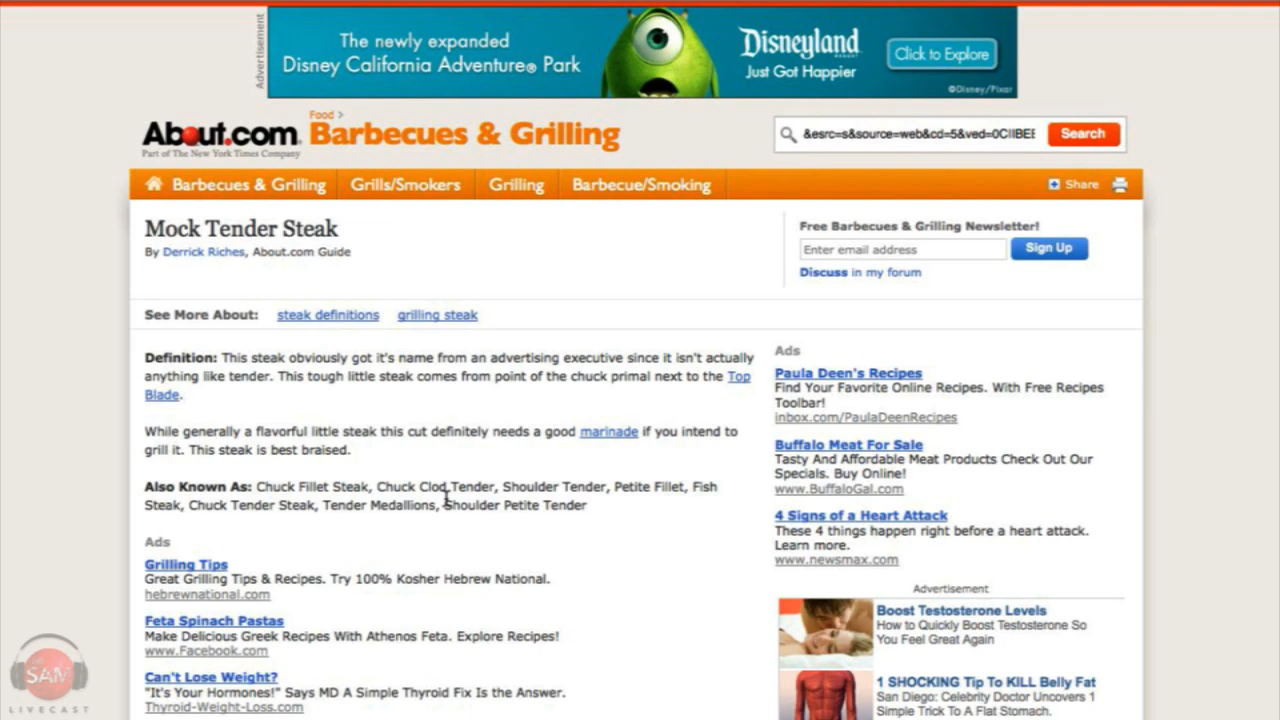 Advertisement
The newly expanded
Disney California Adventure® Park
Disneyland
RESORT
Just Got Happier
Click to Explore
©Disney/Pixar
About.com
Part of The New York Times Company
Food >
Barbecues & Grilling
&esrc=s&source=web&cd=5&ved=0CIIBEE
Search
Barbecues & Grilling
Grills/Smokers
Grilling
Barbecue/Smoking
Share
Mock Tender Steak
By Derrick Riches, About.com Guide
Free Barbecues & Grilling Newsletter!
Enter email address
Sign Up
Discuss in my forum
See More About: steak definitions grilling steak
Definition: This steak obviously got it's name from an advertising executive since it isn't actually
anything like tender. This tough little steak comes from point of the chuck primal next to the Top
Blade.
While generally a flavorful little steak this cut definitely needs a good marinade if you intend to
grill it. This steak is best braised.
Also Known As: Chuck Fillet Steak, Chuck Clod Tender, Shoulder Tender, Petite Fillet, Fish
Steak, Chuck Tender Steak, Tender Medallions, Shoulder Petite Tender
Ads
Grilling Tips
Great Grilling Tips & Recipes. Try 100% Kosher Hebrew National.
hebrewnational.com
Feta Spinach Pastas
Make Delicious Greek Recipes With Athenos Feta. Explore Recipes!
www.Facebook.com
Can't Lose Weight?
"It's Your Hormones!" Says MD A Simple Thyroid Fix Is the Answer.
Thyroid-Weight-Loss.com
Ads
Paula Deen's Recipes
Find Your Favorite Online Recipes. With Free Recipes
Toolbar!
inbox.com/PaulaDeenRecipes
Buffalo Meat For Sale
Tasty And Affordable Meat Products Check Out Our
Specials. Buy Online!
www.BuffaloGal.com
4 Signs of a Heart Attack
These 4 things happen right before a heart attack.
Learn more.
www.newsmax.com
Advertisement
Boost Testosterone Levels
How to Quickly Boost Testosterone So
You Feel Great Again
1 SHOCKING Tip To KILL Belly Fat
San Diego: Celebrity Doctor Uncovers 1
Simple Trick To A Flat Stomach.
SAM
LIVECAST